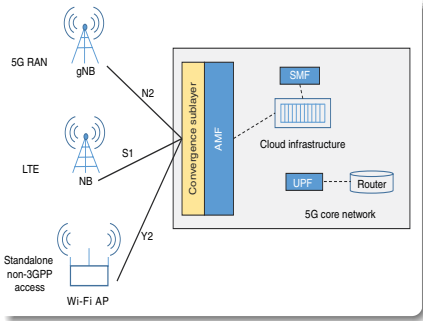 5G RAN
gNB
N2
LTE
NB
S1
Standalone
non-3GPP
access
Wi-Fi AP
Y2
Convergence sublayer
AMF
SMF
Cloud infrastructure
UPF
Router
5G core network